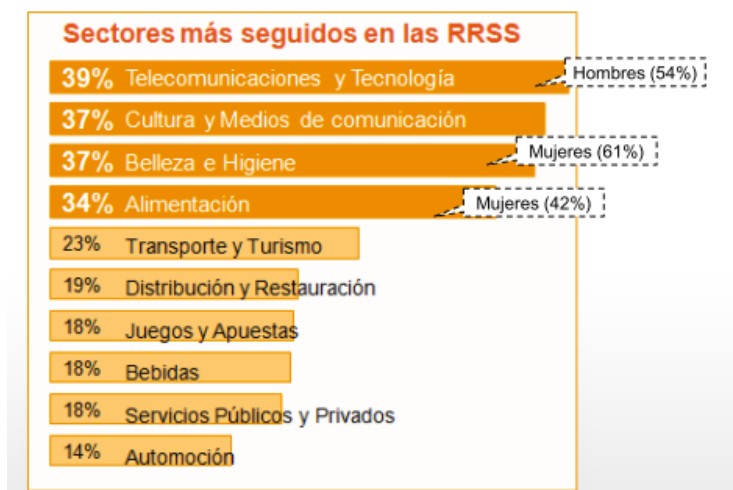 Sectores más seguidos en las RRSS
39% Telecomunicaciones y Tecnología
Hombres (54%)
37% Cultura y Medios de comunicación
37% Belleza e Higiene
Mujeres (61%)
34% Alimentación
Mujeres (42%)
23% Transporte y Turismo
19% Distribución y Restauración
18% Juegos y Apuestas
18% Bebidas
18% Servicios Públicos y Privados
14% Automoción